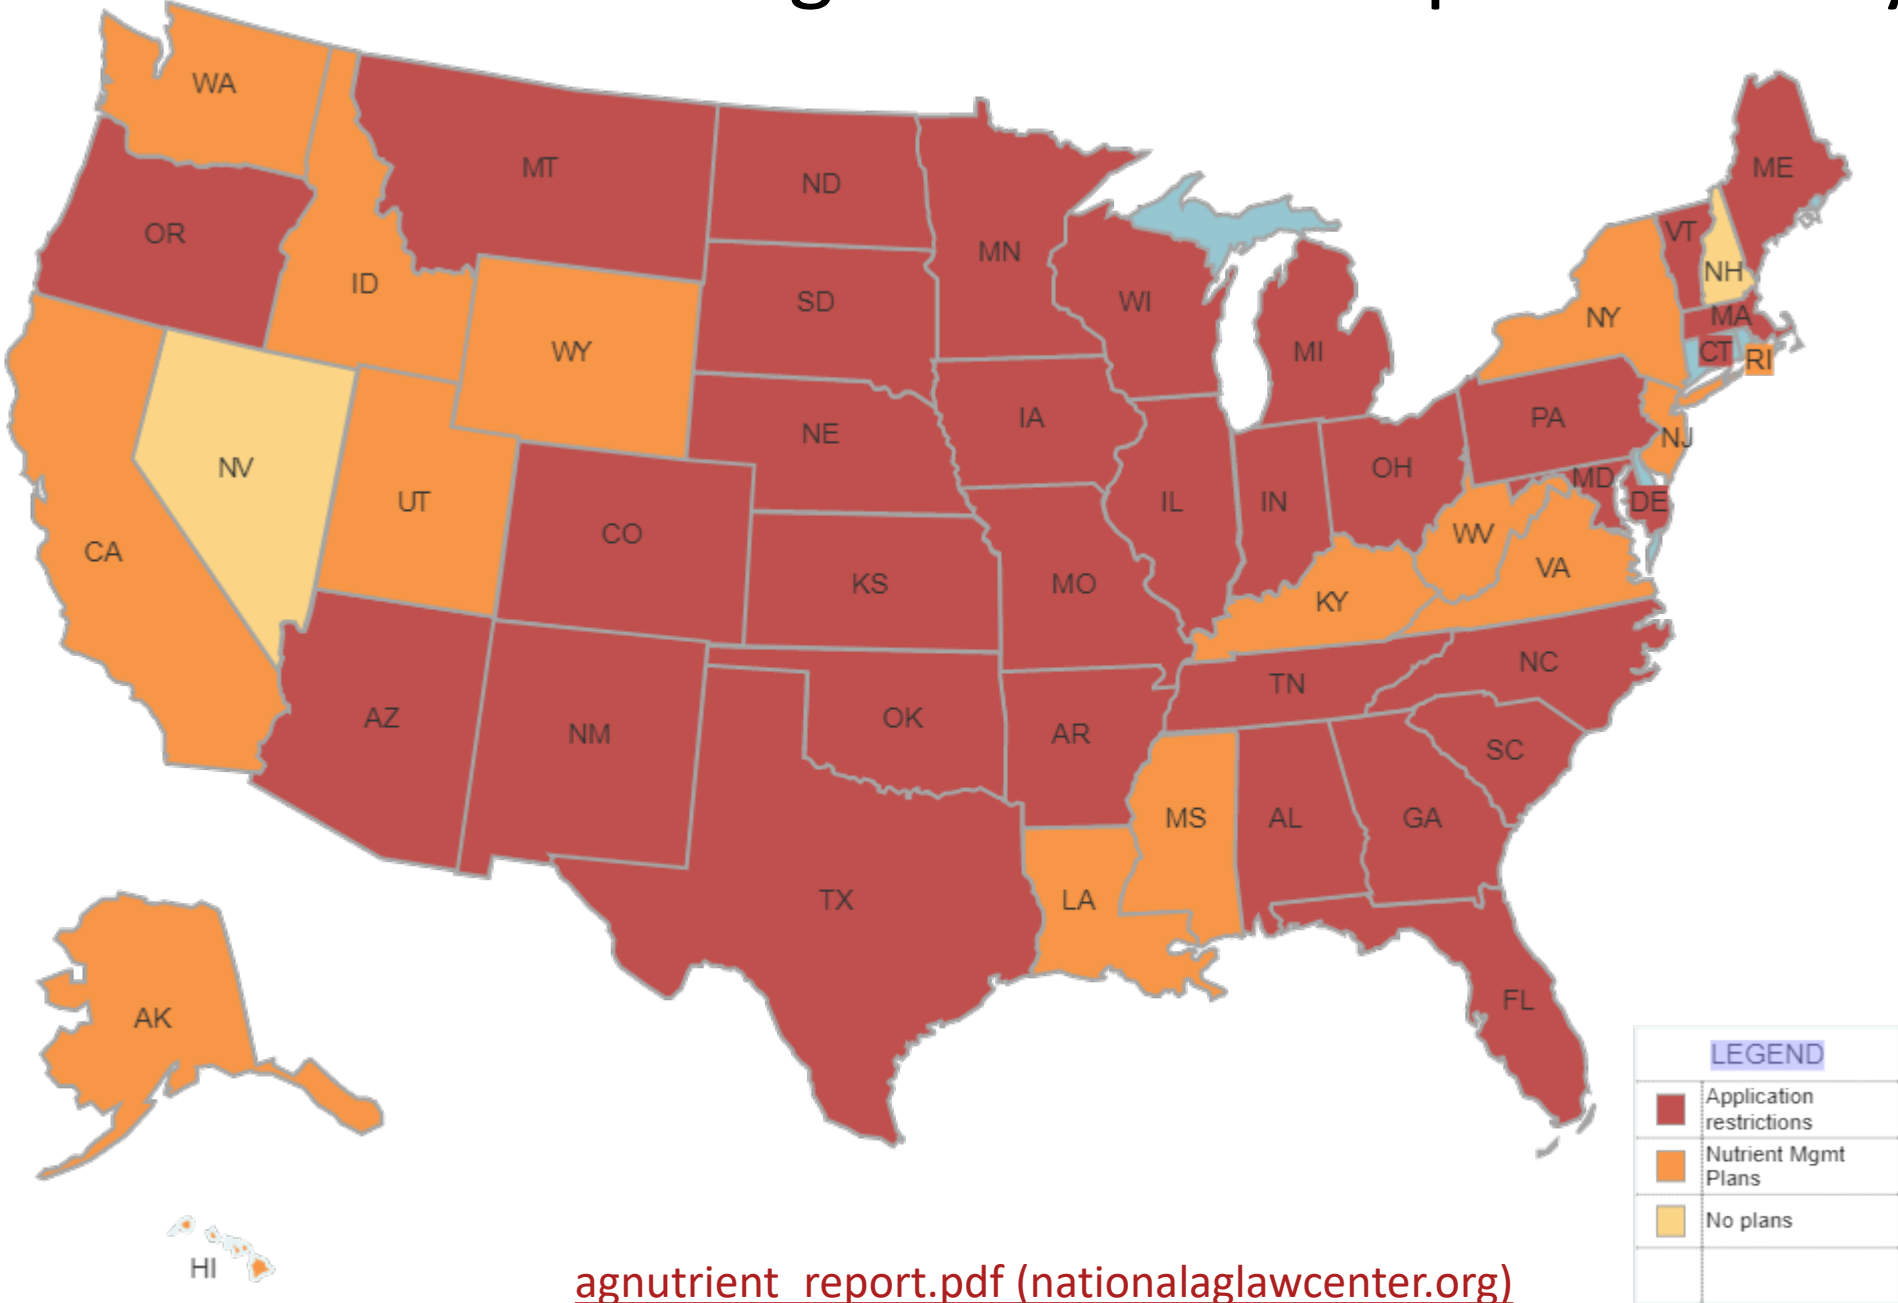 WA
MT
ND
ME
OR
MN
VT
ID
SD
WI
NH
NY
MA
WY
MI
CT
RI
NE
IA
PA
NV
OH
NJ
UT
CO
IL
IN
MD
DE
WV
CA
KS
MO
VA
KY
NC
TN
AZ
NM
OK
AR
SC
MS
AL
GA
TX
LA
FL
AK
HI
LEGEND
Application
restrictions
Nutrient Mgmt
Plans
No plans
agnutrient_report.pdf (nationalaglawcenter.org)